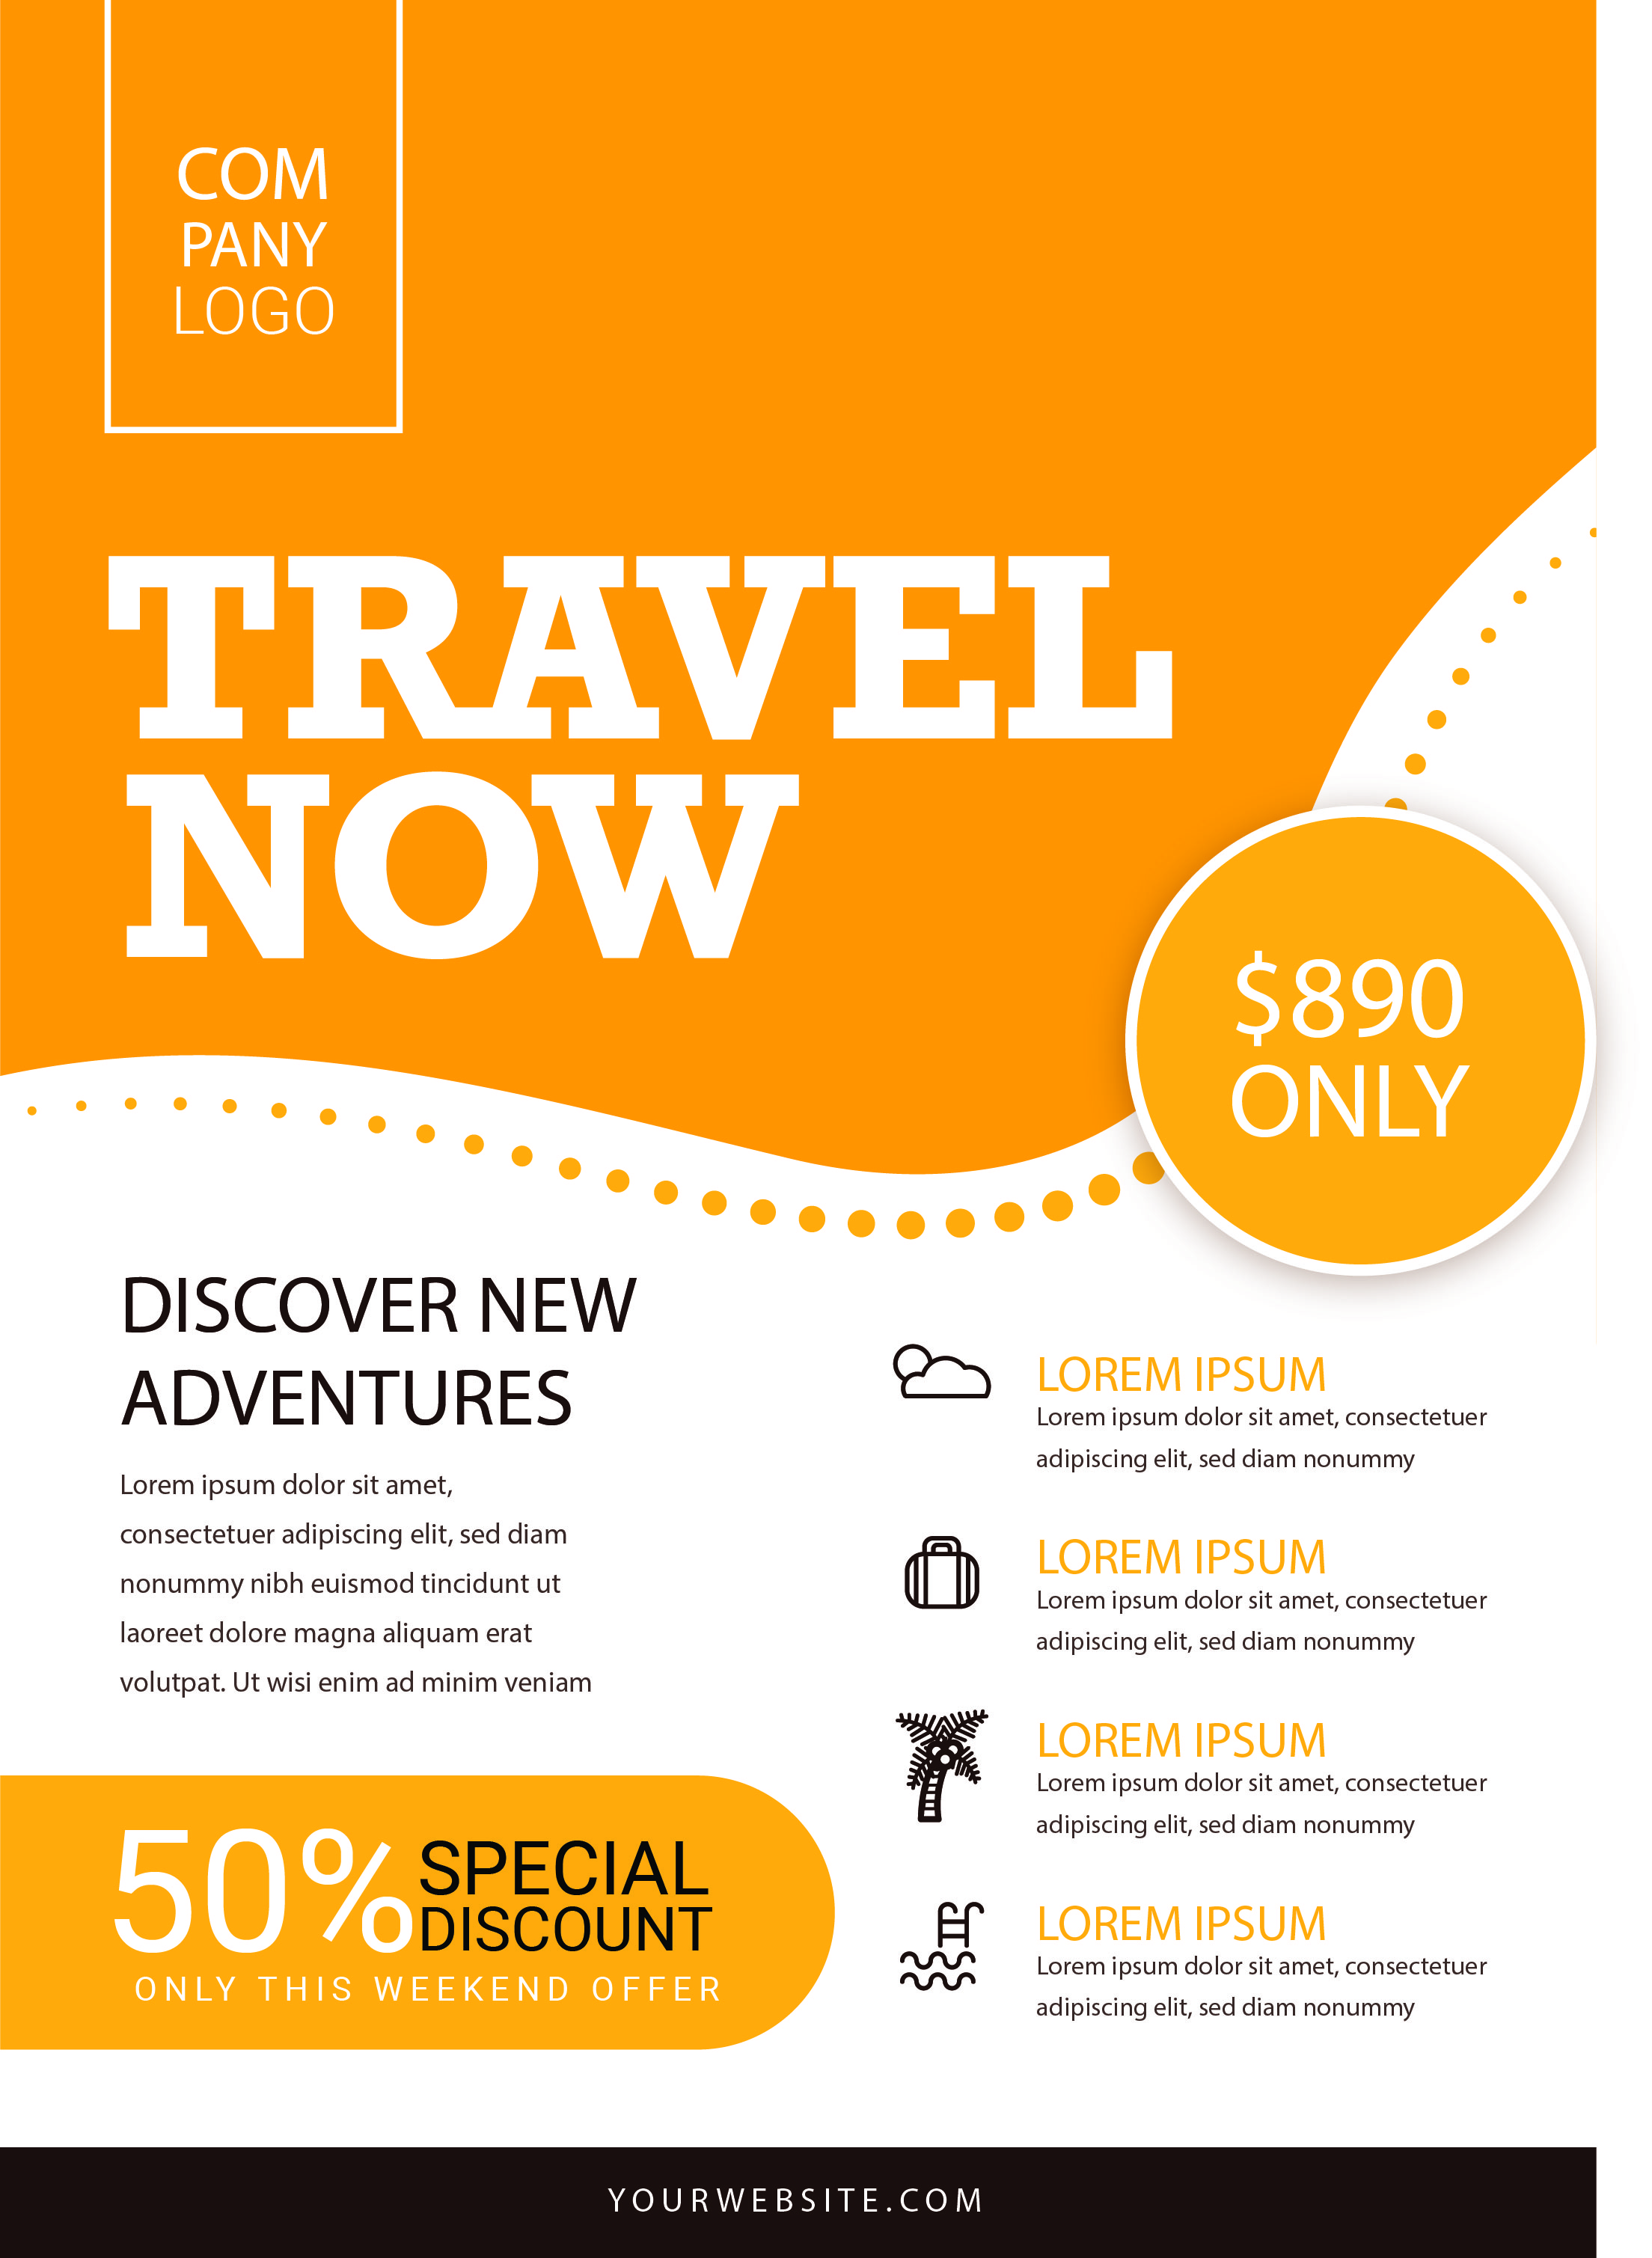 COM
PANY
LOGO
TRAVEL
NOW
$890
ONLY
DISCOVER NEW
ADVENTURES
Lorem ipsum dolor sit amet,
consectetuer adipiscing elit, sed diam
nonummy nibh euismod tincidunt ut
laoreet dolore magna aliquam erat
volutpat. Ut wisi enim ad minim veniam
50% SPECIAL
DISCOUNT
ONLY THIS WEEKEND OFFER
LOREM IPSUM
Lorem ipsum dolor sit amet, consectetuer
adipiscing elit, sed diam nonummy
LOREM IPSUM
Lorem ipsum dolor sit amet, consectetuer
adipiscing elit, sed diam nonummy
LOREM IPSUM
Lorem ipsum dolor sit amet, consectetuer
adipiscing elit, sed diam nonummy
LOREM IPSUM
Lorem ipsum dolor sit amet, consectetuer
adipiscing elit, sed diam nonummy
YOURWEBSITE.COM